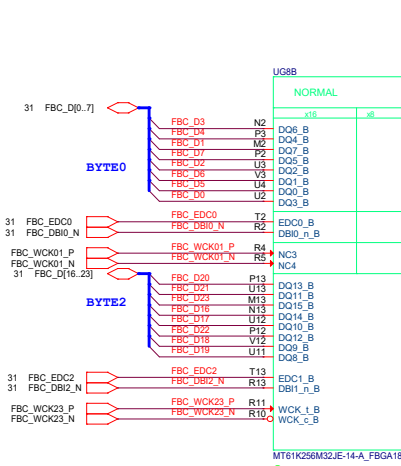 UG8B
NORMAL
x16 x8
31 FBC_D[0..7]
FBC_D3 N2 DQ6_B
FBC_D4 P3 DQ4_B
FBC_D1 M2 DQ7_B
FBC_D7 P2 DQ5_B
BYTE0
FBC_D2 U3 DQ2_B
FBC_D6 V3 DQ1_B
FBC_D5 U4 DQ0_B
FBC_D0 U2 DQ3_B
31 FBC_EDC0 FBC_EDC0 T2 EDC0_B
31 FBC_DBI0_N FBC_DBI0_N R2 DBI0_n_B
FBC_WCK01_P FBC_WCK01_P R4 NC3
FBC_WCK01_N FBC_WCK01_N R5 NC4
31 FBC_D[16..23]
FBC_D20 P13 DQ13_B
FBC_D21 U13 DQ11_B
FBC_D23 M13 DQ15_B
BYTE2
FBC_D16 N13 DQ14_B
FBC_D17 U12 DQ10_B
FBC_D22 P12 DQ12_B
FBC_D18 V12 DQ9_B
FBC_D19 U11 DQ8_B
31 FBC_EDC2 FBC_EDC2 T13 EDC1_B
31 FBC_DBI2_N FBC_DBI2_N R13 DBI1_n_B
FBC_WCK23_P FBC_WCK23_P R11 WCK_t_B
FBC_WCK23_N FBC_WCK23_N R10 WCK_c_B
MT61K256M32JE-14-A_FBGA18